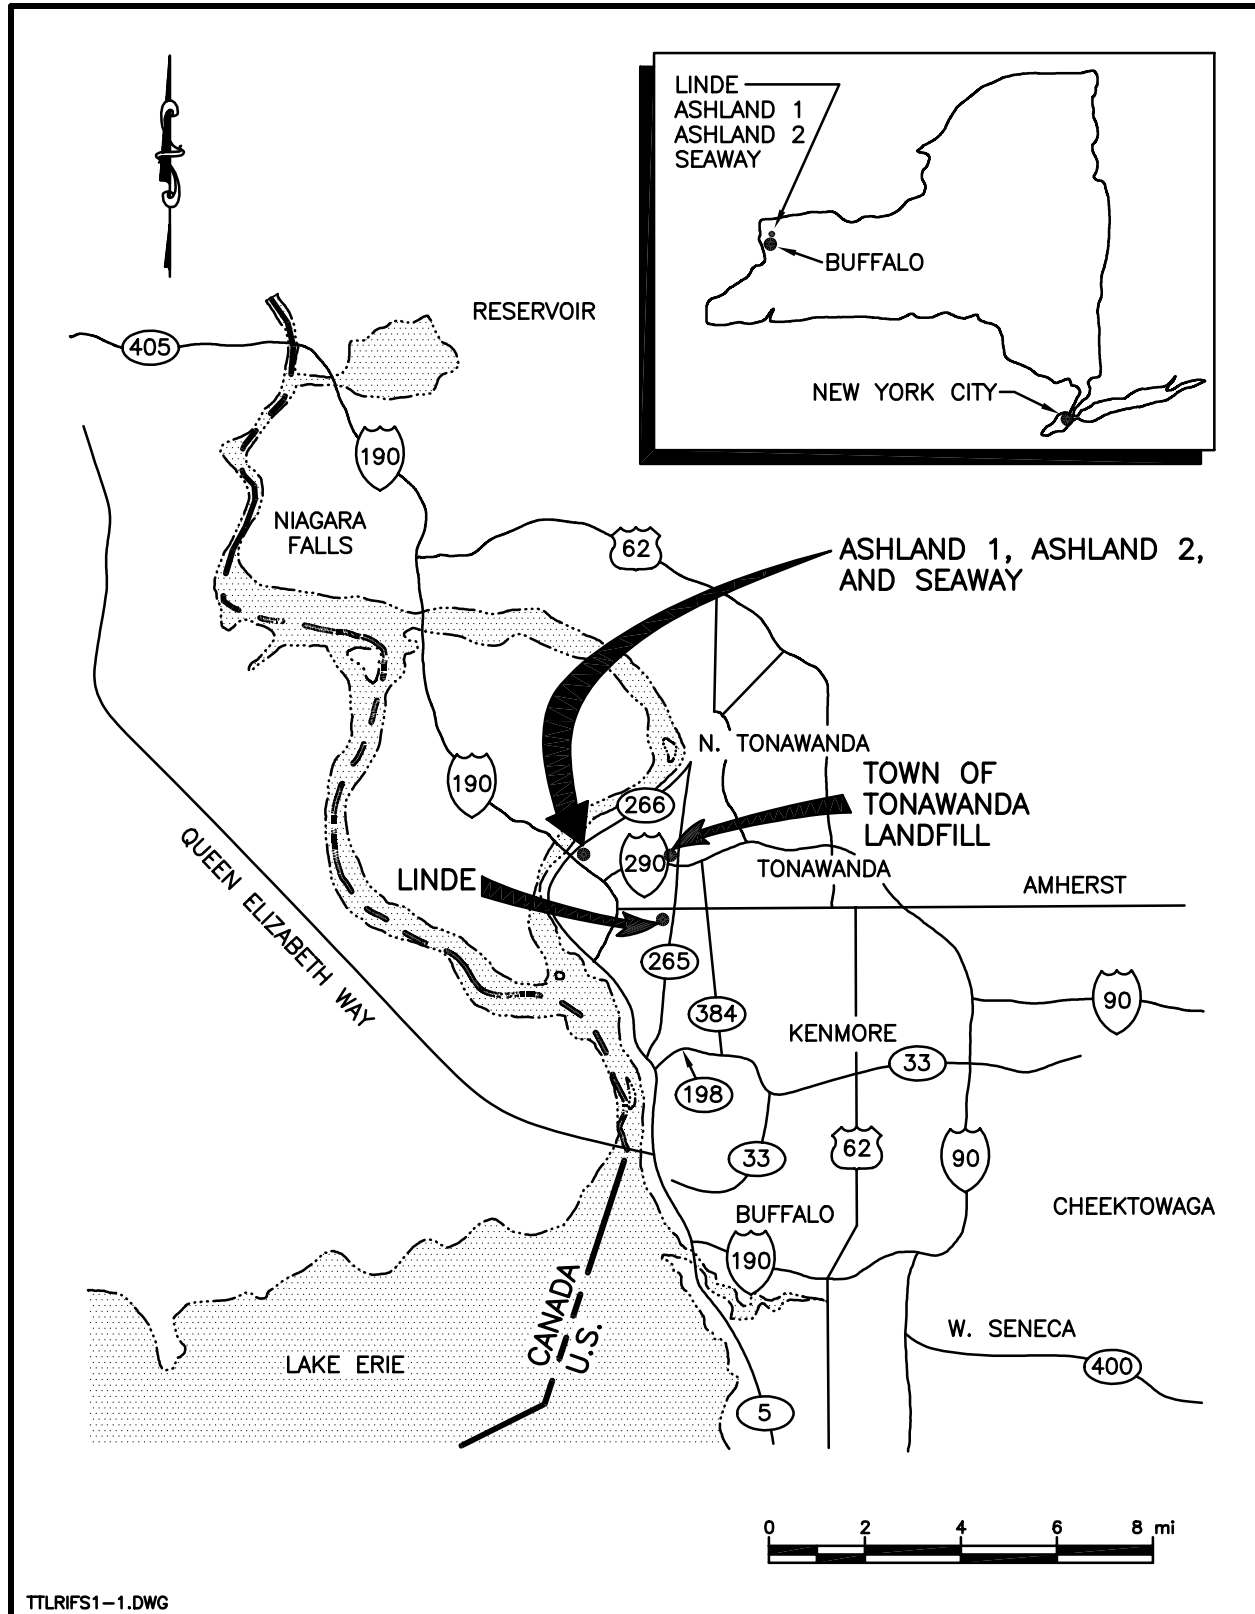 LINDE
ASHLAND 1
ASHLAND 2
SEAWAY
BUFFALO
NEW YORK CITY
RESERVOIR
405
190
NIAGARA
FALLS
62
ASHLAND 1, ASHLAND 2,
AND SEAWAY
N. TONAWANDA
190
266
TOWN OF
TONAWANDA
LANDFILL
QUEEN ELIZABETH WAY
290
TONAWANDA
LINDE
AMHERST
265
90
384
KENMORE
33
198
62
33
90
BUFFALO
CHEEKTOWAGA
190
CANADA
U.S.
W. SENECA
LAKE ERIE
400
5
0 2 4 6 8 mi
TTLRIFS1-1.DWG